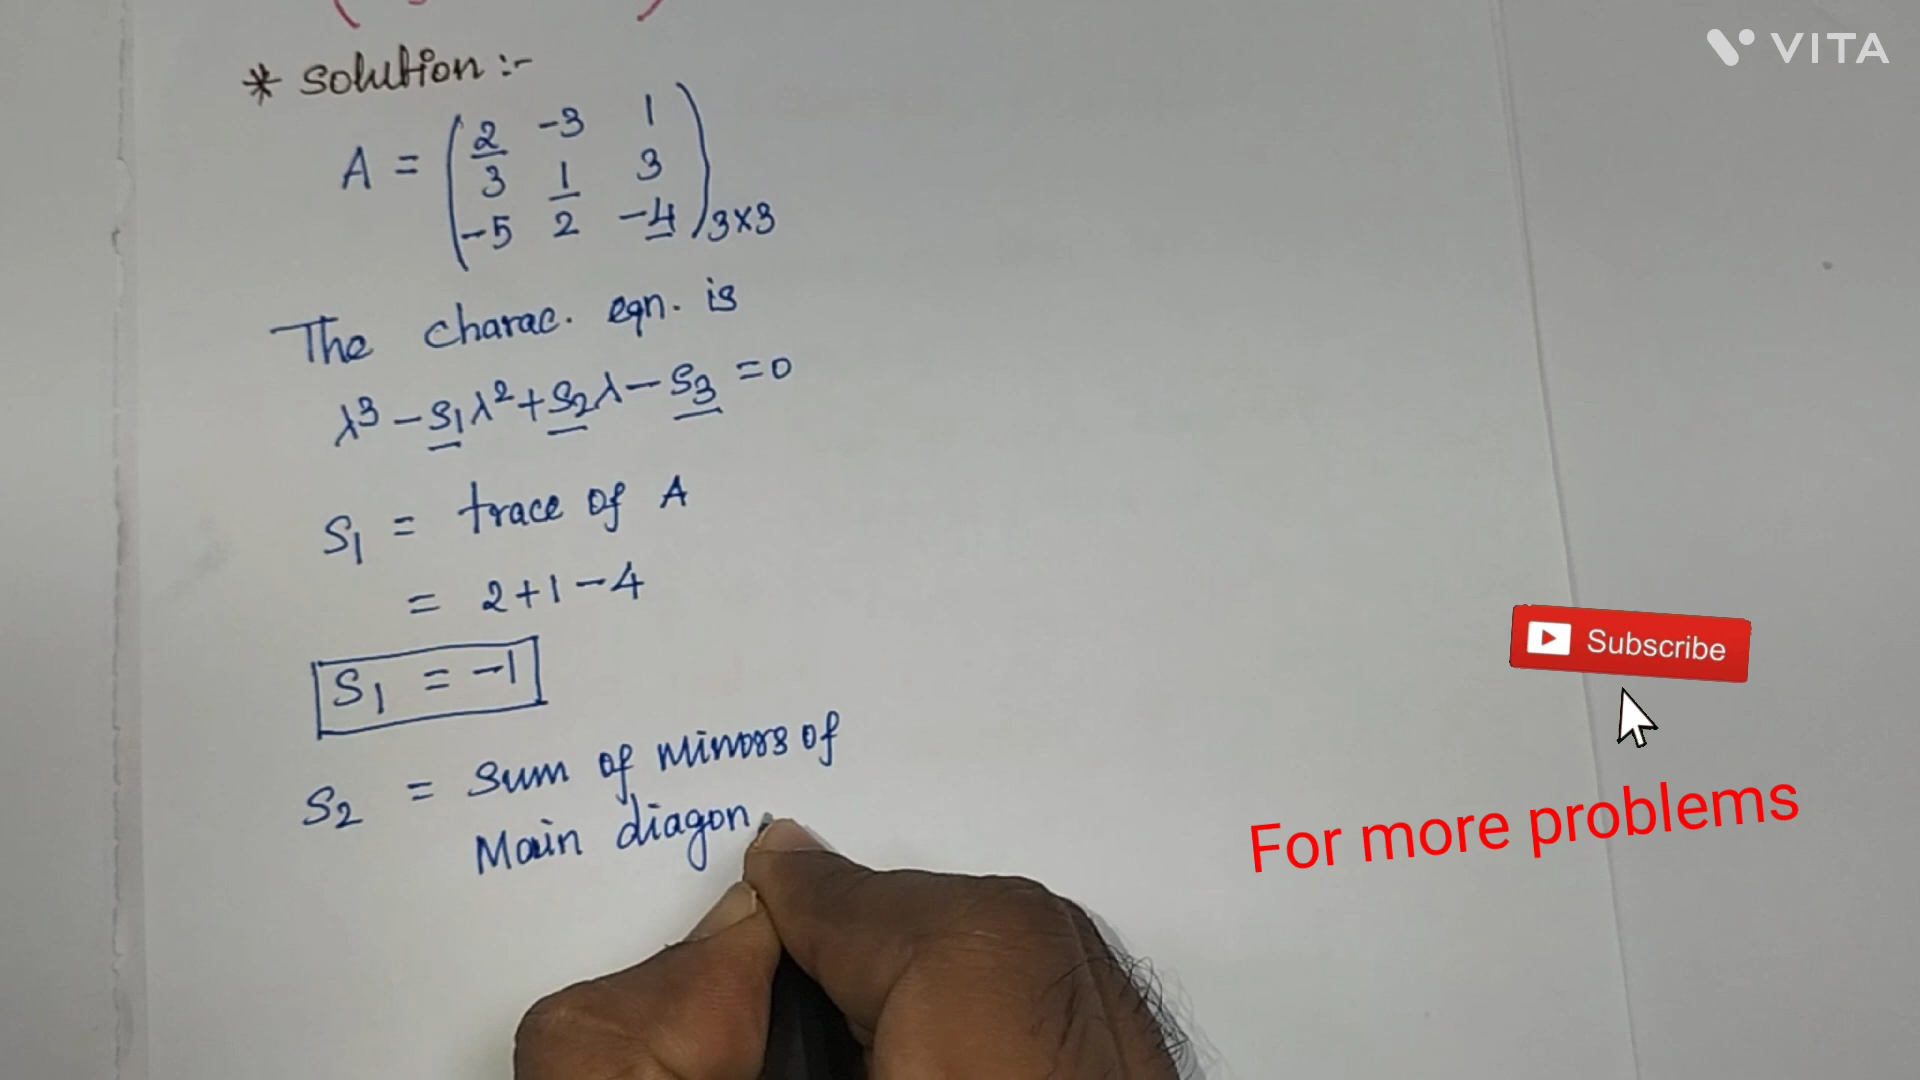 VITA
* Solution :-
A = ( 2 -3 1
3 1 3
-5 2 -4 ) 3×3
The charac. eqn. is
λ³ - S₁λ² + S₂λ - S₃ = 0
S₁ = trace of A
= 2+1-4
S₁ = -1
S₂ = Sum of Minors of
Main diagon
Subscribe
For more problems